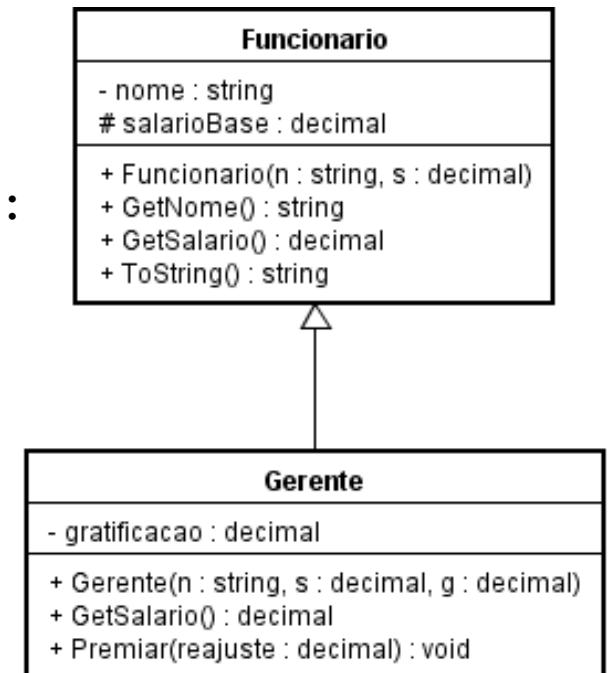 Funcionario
- nome : string
# salarioBase : decimal
+ Funcionario(n : string, s : decimal)
+ GetNome() : string
:
+ GetSalario() : decimal
+ ToString() : string
Gerente
- gratificacao : decimal
+ Gerente(n : string, s : decimal, g : decimal)
+ GetSalario() : decimal
+ Premiar(reajuste : decimal) : void